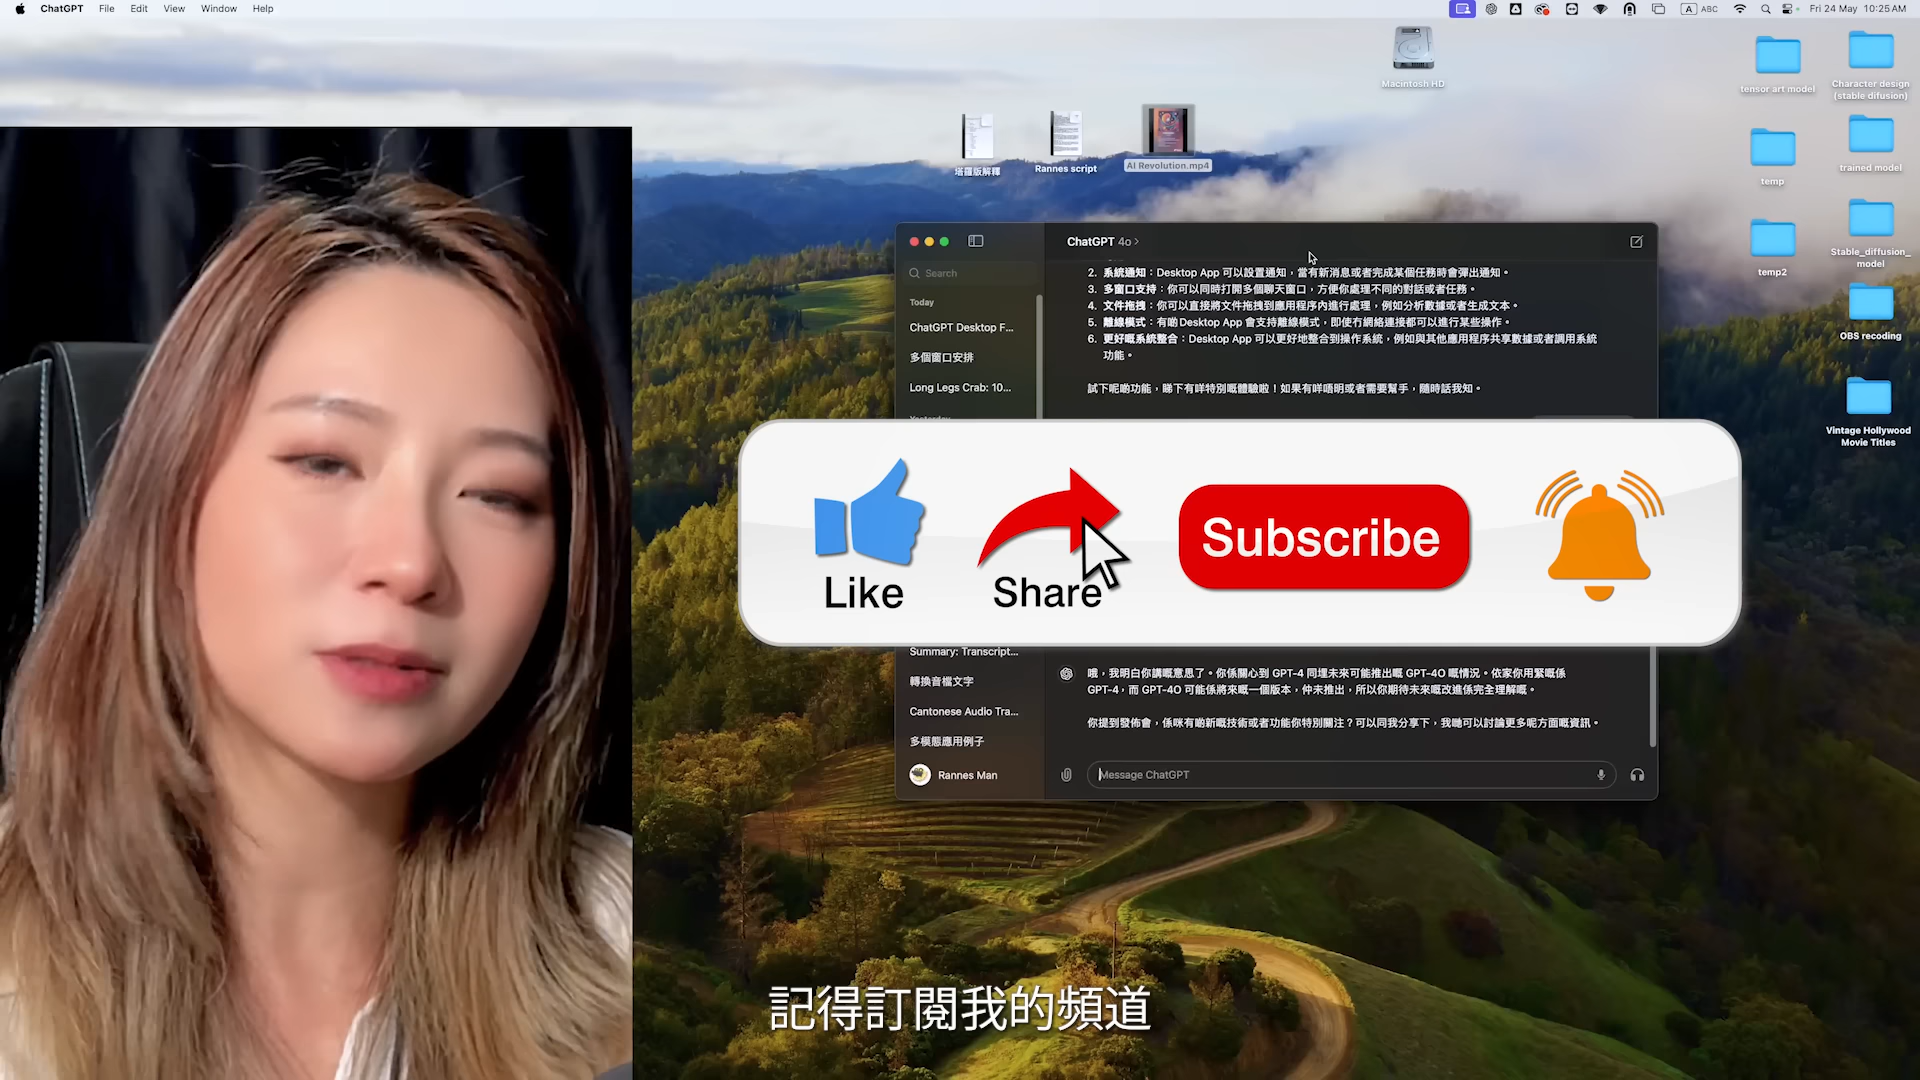 ChatGPT File Edit View Window Help
A ABC Fri 24 May 10:25 AM
Macintosh HD
tensor art model
Character design
(stable difusion)
塔羅版解釋
Rannes script
AI Revolution.mp4
temp
trained model
temp2
Stable_diffusion_
model
OBS recoding
Vintage Hollywood
Movie Titles
ChatGPT 4o >
Search
Today
ChatGPT Desktop F...
多個窗口安排
Long Legs Crab: 10...
2. 系統通知：Desktop App 可以設置通知，當有新消息或者完成某個任務時會彈出通知。
3. 多窗口支持：你可以同時打開多個聊天窗口，方便你處理不同的對話或者任務。
4. 文件拖拽：你可以直接將文件拖拽到應用程序內進行處理，例如分析數據或者生成文本。
5. 離線模式：有啲Desktop App 會支持離線模式，即使冇網絡連接都可以進行某些操作。
6. 更好嘅系統整合：Desktop App 可以更好地整合到操作系統，例如與其他應用程序共享數據或者調用系統
功能。
試下呢啲功能，睇下有咩特別嘅體驗啦！如果有咩唔明或者需要幫手，隨時話我知。
Like
Share
Subscribe
Summary: Transcript...
轉換音檔文字
Cantonese Audio Tra...
多模態應用例子
Rannes Man
哦，我明白你講嘅意思了。你係關心到 GPT-4 同埋未來可能推出嘅 GPT-4O 嘅情況。依家你用緊嘅係
GPT-4，而 GPT-4O 可能係將來嘅一個版本，仲未推出，所以你期待未來嘅改進係完全理解嘅。
你提到發佈會，係咪有啲新嘅技術或者功能你特別關注？可以同我分享下，我哋可以討論更多呢方面嘅資訊。
Message ChatGPT
記得訂閱我的頻道